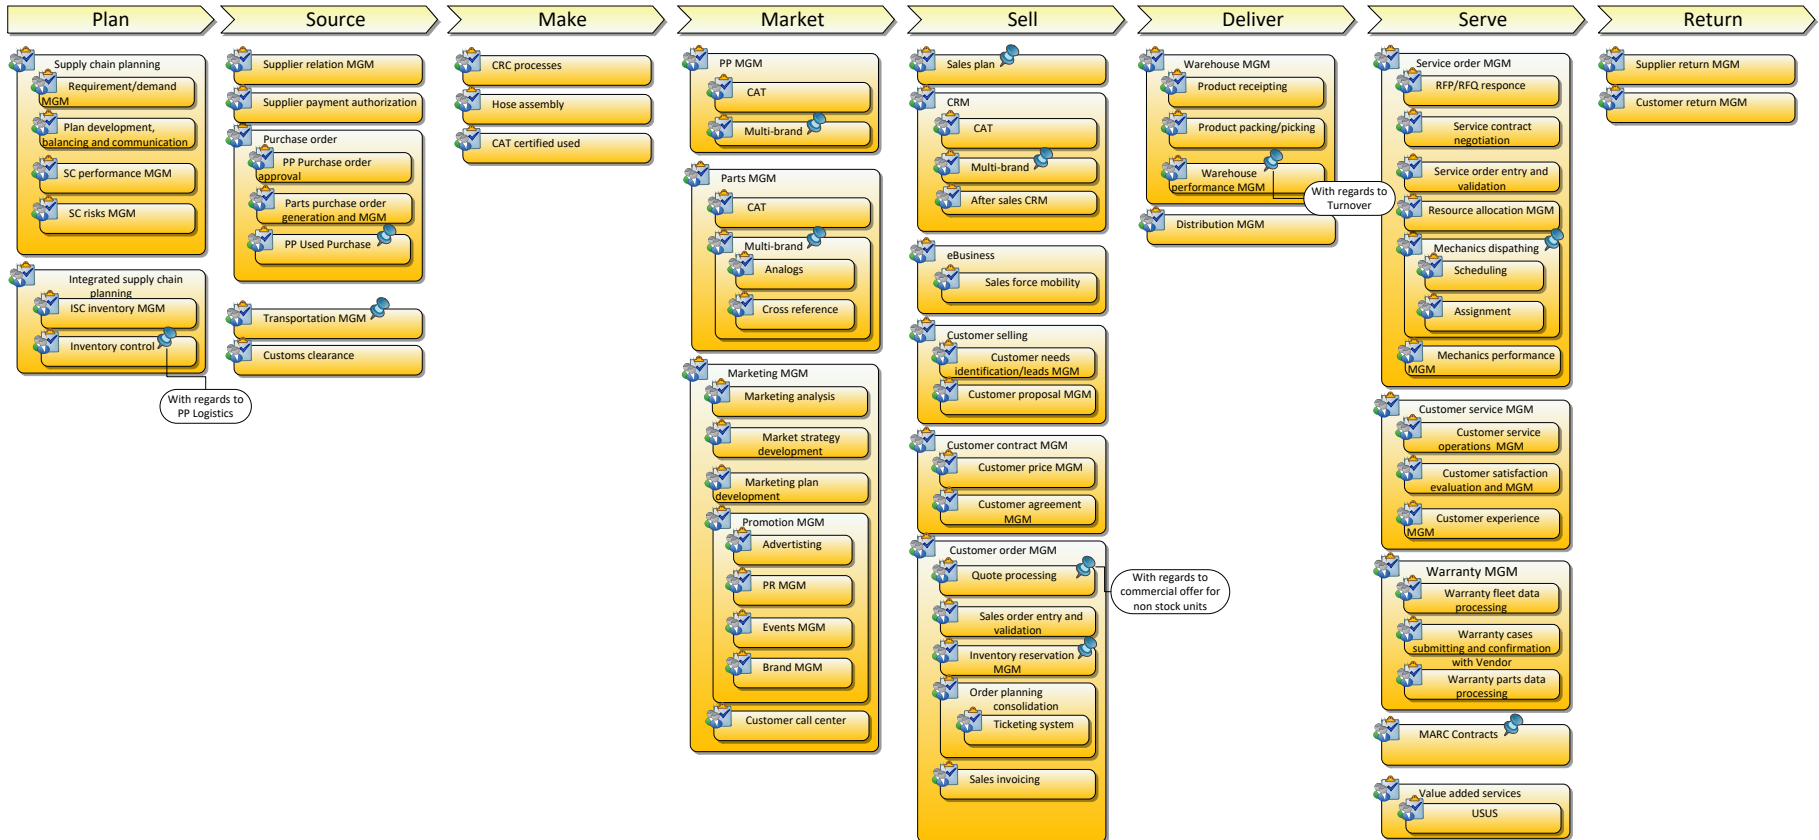 Plan
Source
Make
Market
Sell
Deliver
Serve
Return
Supply chain planning
Requirement/demand
MGM
Plan development,
balancing and communication
SC performance MGM
SC risks MGM
Integrated supply chain
planning
ISC inventory MGM
Inventory control
With regards to
PP Logistics
Supplier relation MGM
Supplier payment authorization
Purchase order
PP Purchase order
approval
Parts purchase order
generation and MGM
PP Used Purchase
Transportation MGM
Customs clearance
CRC processes
Hose assembly
CAT certified used
PP MGM
CAT
Multi-brand
Parts MGM
CAT
Multi-brand
Analogs
Cross reference
Marketing MGM
Marketing analysis
Market strategy
development
Marketing plan
development
Promotion MGM
Advertisting
PR MGM
Events MGM
Brand MGM
Customer call center
Sales plan
CRM
CAT
Multi-brand
After sales CRM
eBusiness
Sales force mobility
Customer selling
Customer needs
identification/leads MGM
Customer proposal MGM
Customer contract MGM
Customer price MGM
Customer agreement
MGM
Customer order MGM
Quote processing
With regards to
commercial offer for
non stock units
Sales order entry and
validation
Inventory reservation
MGM
Order planning
consolidation
Ticketing system
Sales invoicing
Warehouse MGM
Product receipting
Product packing/picking
Warehouse
performance MGM
With regards to
Turnover
Distribution MGM
Service order MGM
RFP/RFQ responce
Service contract
negotiation
Service order entry and
validation
Resource allocation MGM
Mechanics dispathing
Scheduling
Assignment
Mechanics performance
MGM
Customer service MGM
Customer service
operations MGM
Customer satisfaction
evaluation and MGM
Customer experience
MGM
Warranty MGM
Warranty fleet data
processing
Warranty cases
submitting and confirmation
with Vendor
Warranty parts data
processing
MARC Contracts
Value added services
USUS
Supplier return MGM
Customer return MGM